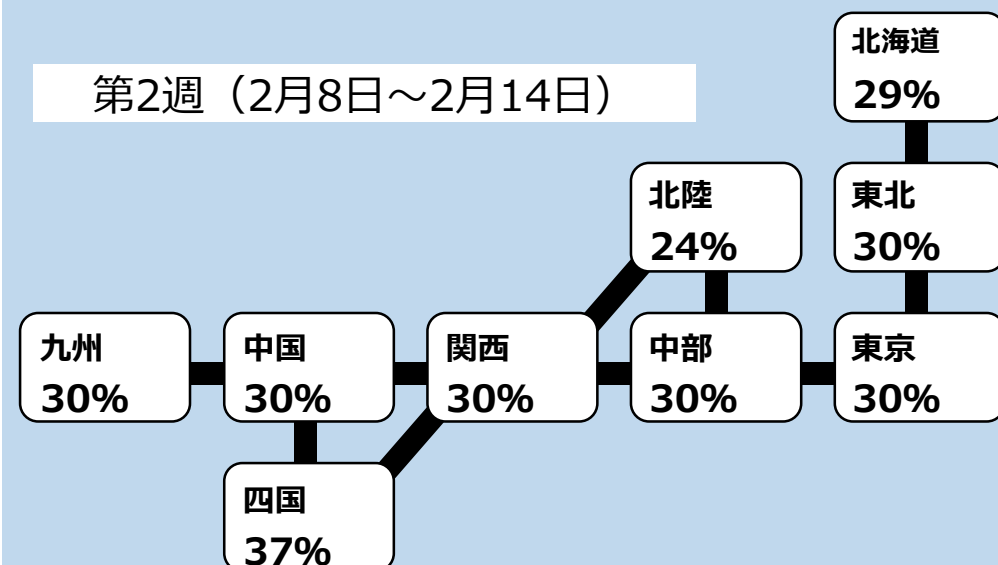 第2週（2月8日～2月14日）
北海道
29%
北陸
24%
東北
30%
九州
30%
中国
30%
関西
30%
中部
30%
東京
30%
四国
37%